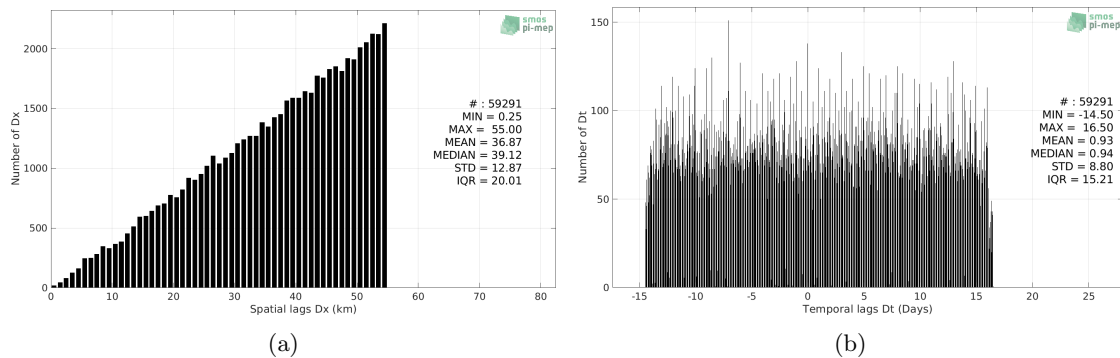 smos
pi-mep
2000
1500
1000
500
0
Number of Dx
# : 59291
MIN = 0.25
MAX = 55.00
MEAN = 36.87
MEDIAN = 39.12
STD = 12.87
IQR = 20.01
0 10 20 30 40 50 60 70 80
Spatial lags Dx (km)
(a)
smos
pi-mep
150
100
50
0
Number of Dt
# : 59291
MIN = -14.50
MAX = 16.50
MEAN = 0.93
MEDIAN = 0.94
STD = 8.80
IQR = 15.21
-15 -10 -5 0 5 10 15 20 25
Temporal lags Dt (Days)
(b)